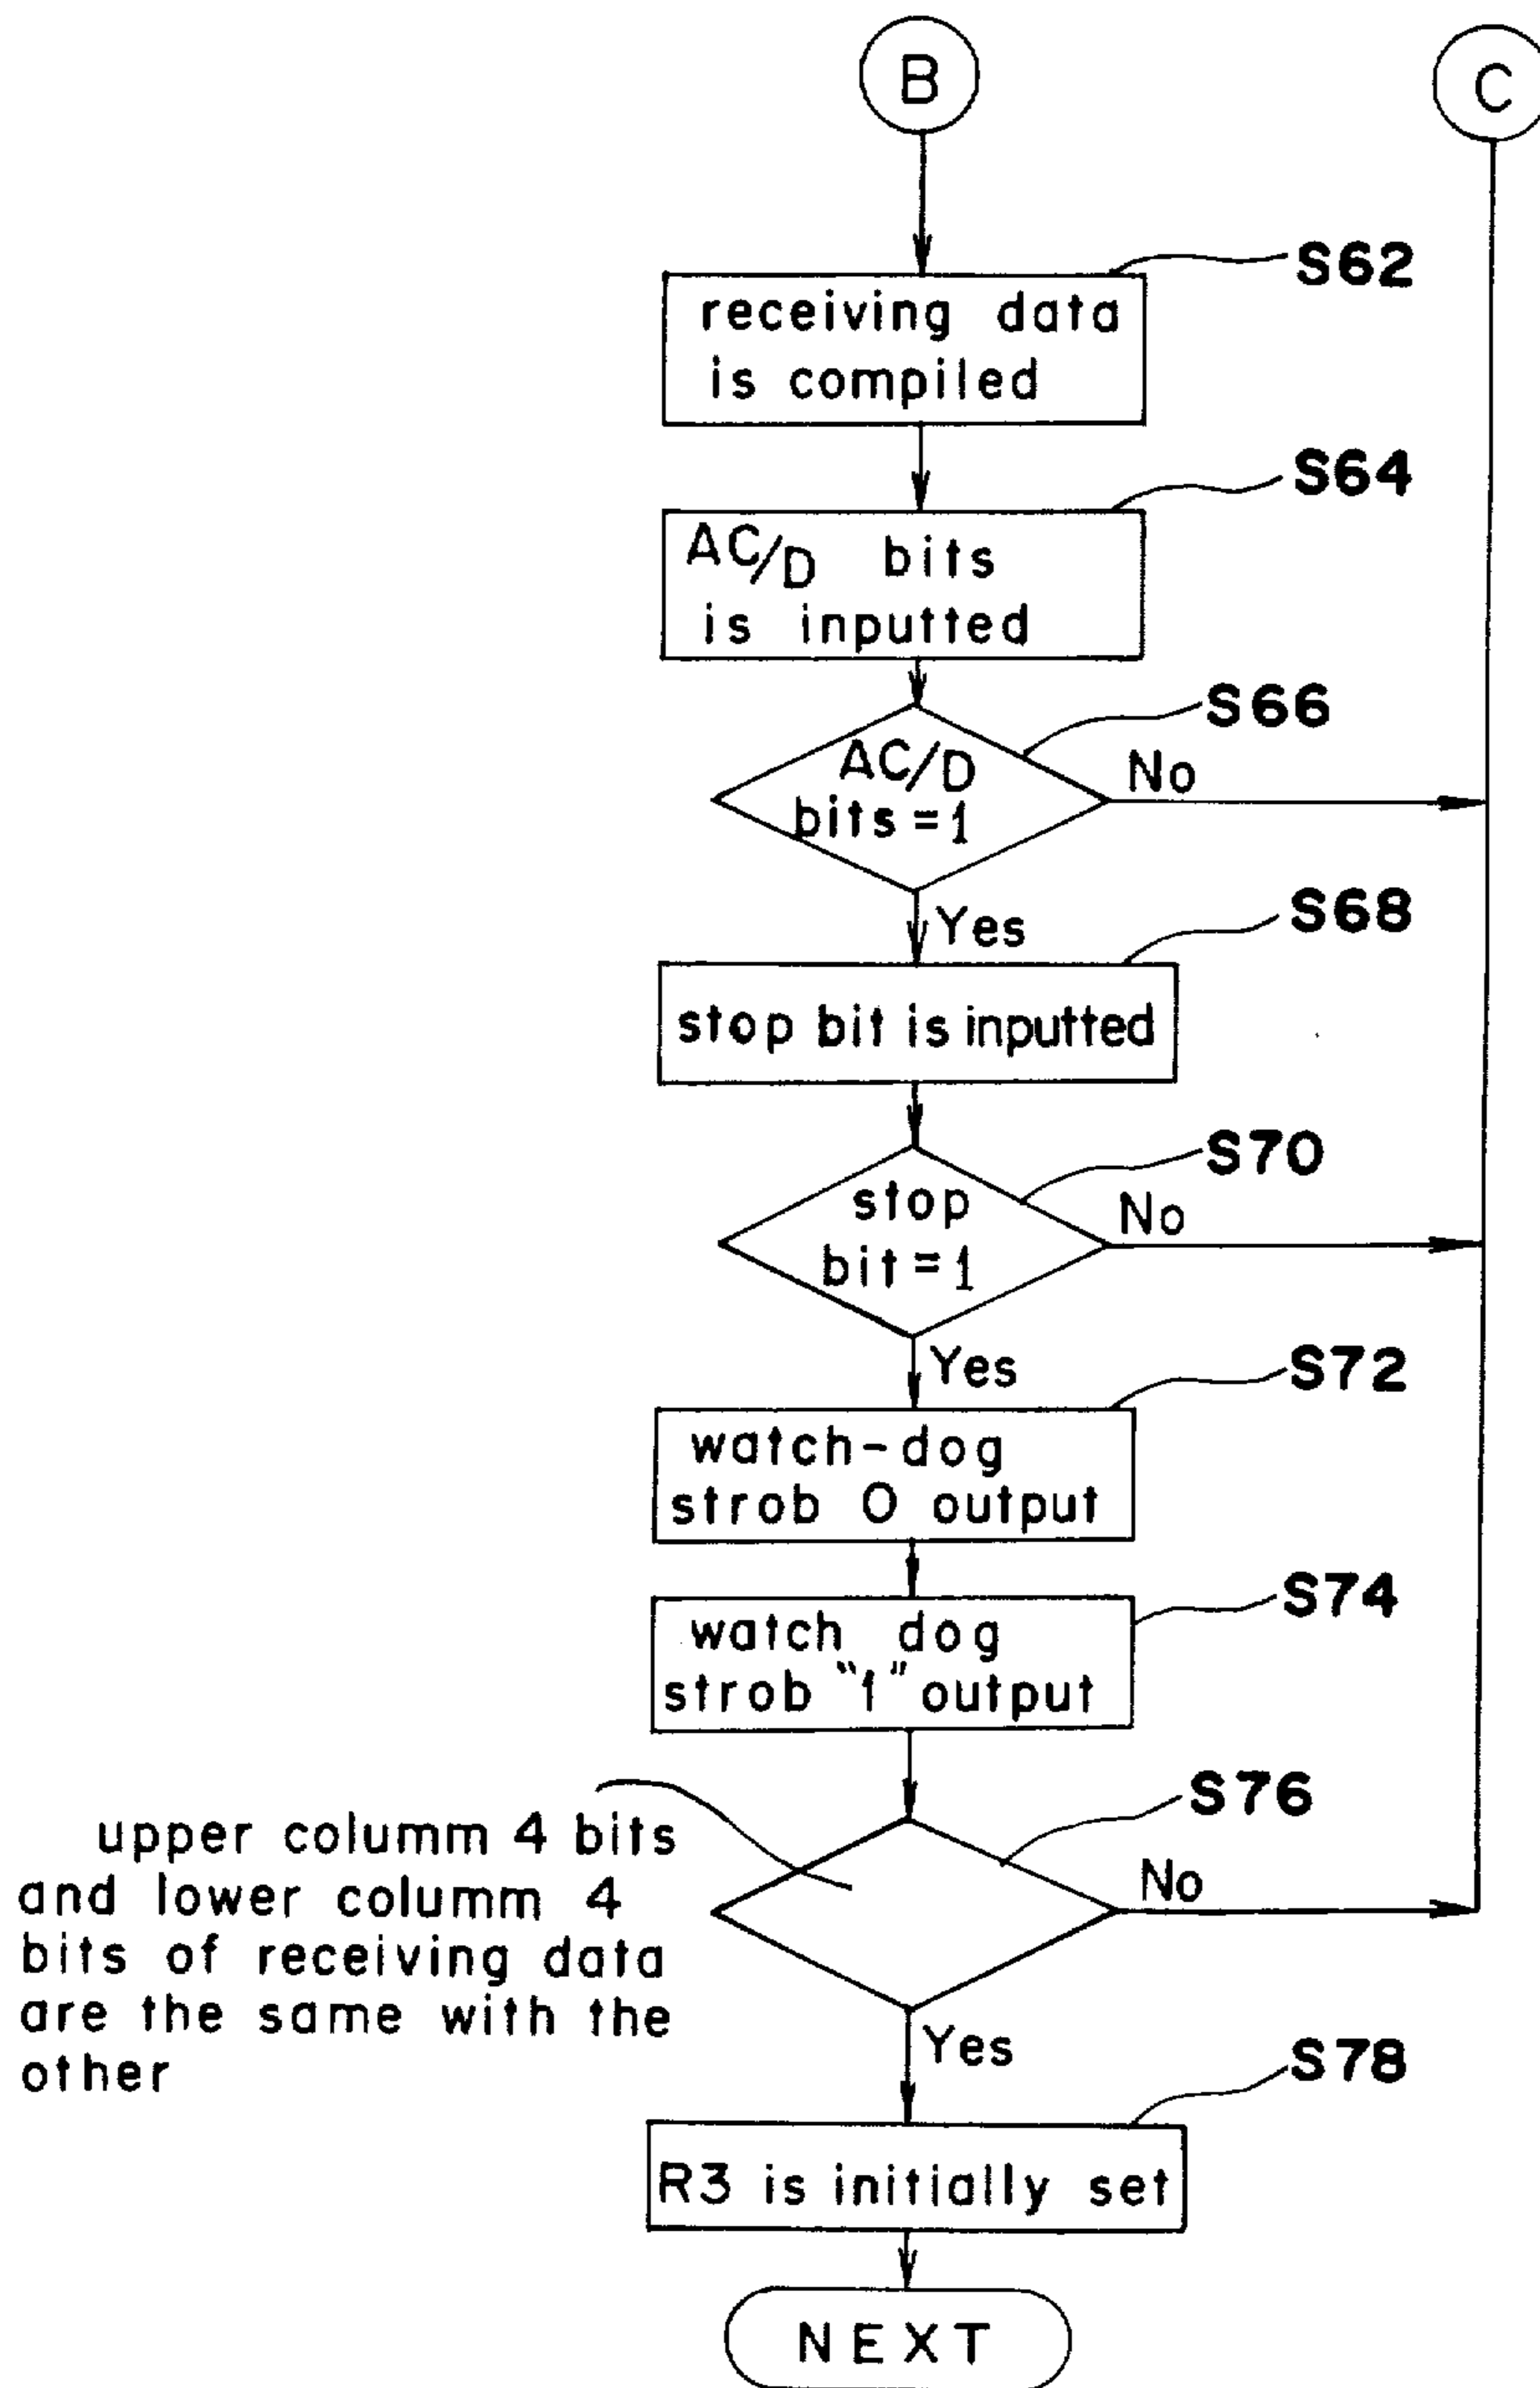 B
C
S62
receiving data
is compiled
S64
AC/D bits
is inputted
S66
AC/D
bits=1
No
Yes
S68
stop bit is inputted
S70
stop
bit=1
No
Yes
S72
watch-dog
strob 0 output
S74
watch dog
strob "1" output
S76
upper columm 4 bits
and lower columm 4
bits of receiving data
are the same with the
other
No
Yes
S78
R3 is initially set
NEXT